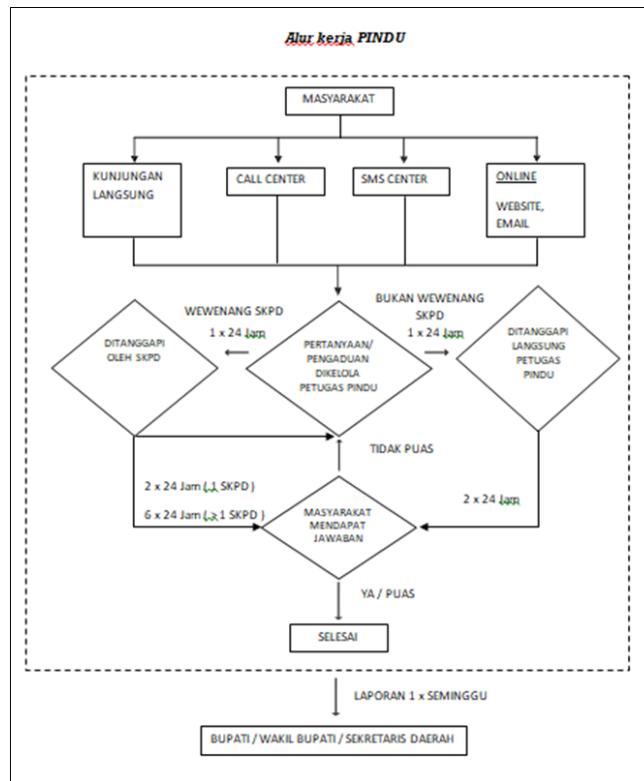 Alur kerja PINDU
MASYARAKAT
KUNJUNGAN
LANGSUNG
CALL CENTER
SMS CENTER
ONLINE
WEBSITE,
EMAIL
WEWENANG SKPD
1 x 24 Jam
BUKAN WEWENANG
SKPD
1 x 24 Jam
DITANGGAPI
OLEH SKPD
PERTANYAAN/
PENGADUAN
DIKELOLA
PETUGAS PINDU
DITANGGAPI
LANGSUNG
PETUGAS
PINDU
TIDAK PUAS
2 x 24 Jam ( 1 SKPD )
6 x 24 Jam ( > 1 SKPD )
2 x 24 Jam
MASYARAKAT
MENDAPAT
JAWABAN
YA / PUAS
SELESAI
LAPORAN 1 x SEMINGGU
BUPATI / WAKIL BUPATI / SEKRETARIS DAERAH